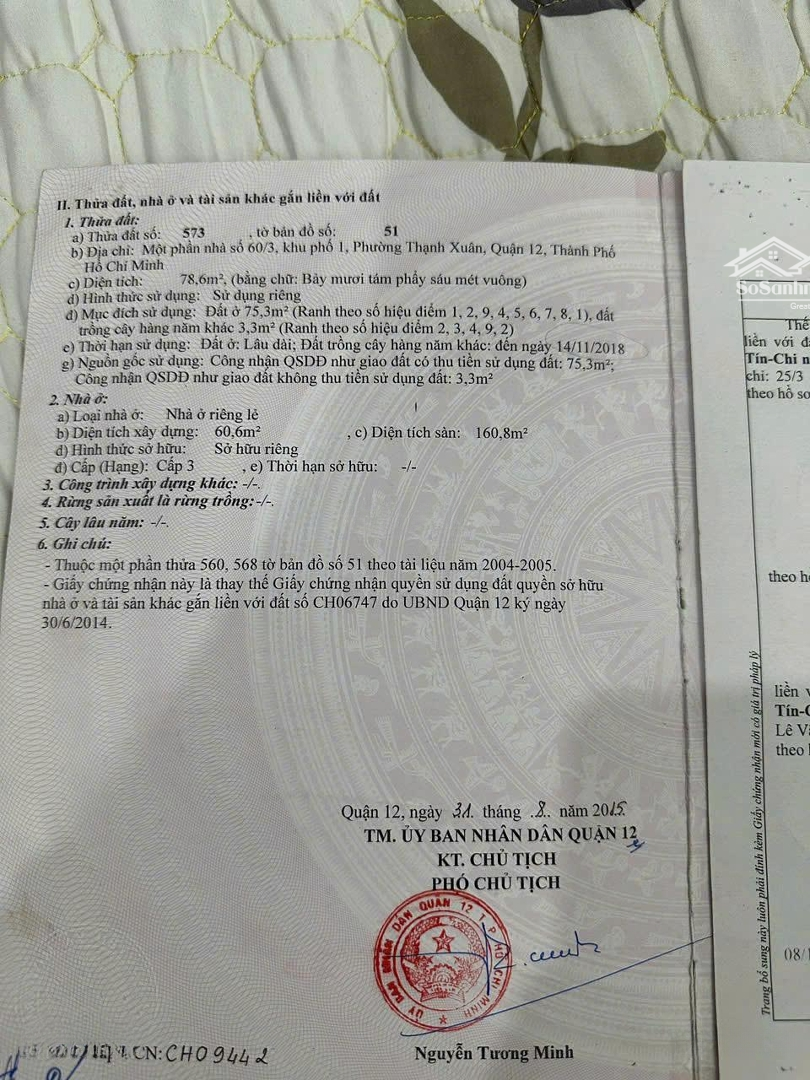 II. Thửa đất, nhà ở và tài sản khác gắn liền với đất
1. Thửa đất:
a) Thửa đất số: 573 , tờ bản đồ số: 51
b) Địa chỉ: Một phần nhà số 60/3, khu phố 1, Phường Thạnh Xuân, Quận 12, Thành Phố
Hồ Chí Minh
c) Diện tích: 78,6m², (bằng chữ: Bảy mươi tám phẩy sáu mét vuông)
d) Hình thức sử dụng: Sử dụng riêng
đ) Mục đích sử dụng: Đất ở 75,3m² (Ranh theo số hiệu điểm 1, 2, 9, 4, 5, 6, 7, 8, 1), đất
trồng cây hàng năm khác 3,3m² (Ranh theo số hiệu điểm 2, 3, 4, 9, 2)
e) Thời hạn sử dụng: Đất ở: Lâu dài; Đất trồng cây hàng năm khác: đến ngày 14/11/2018
g) Nguồn gốc sử dụng: Công nhận QSDĐ như giao đất có thu tiền sử dụng đất: 75,3m²;
Công nhận QSDĐ như giao đất không thu tiền sử dụng đất: 3,3m²
2. Nhà ở:
a) Loại nhà ở: Nhà ở riêng lẻ
b) Diện tích xây dựng: 60,6m² , c) Diện tích sàn: 160,8m²
d) Hình thức sở hữu: Sở hữu riêng
đ) Cấp (Hạng): Cấp 3 , e) Thời hạn sở hữu: -/-
3. Công trình xây dựng khác: -/-.
4. Rừng sản xuất là rừng trồng: -/-.
5. Cây lâu năm: -/-.
6. Ghi chú:
- Thuộc một phần thửa 560, 568 tờ bản đồ số 51 theo tài liệu năm 2004-2005.
- Giấy chứng nhận này là thay thế Giấy chứng nhận quyền sử dụng đất quyền sở hữu
nhà ở và tài sản khác gắn liền với đất số CH06747 do UBND Quận 12 ký ngày
30/6/2014.
Quận 12, ngày 31. tháng .8. năm 2015
TM. ỦY BAN NHÂN DÂN QUẬN 12
KT. CHỦ TỊCH
PHÓ CHỦ TỊCH
ỦY BAN NHÂN DÂN QUẬN 12 T.P HỒ CHÍ MINH
Nguyễn Tương Minh
CN: CH09442
SoSanh
Thế
liền với đ
Tín-Chi n
chi: 25/3
theo hồ sơ
theo h
liền v
Tín-C
Lê Vă
theo
08/1
Trang bổ sung này luôn phải đính kèm Giấy chứng nhận mới có giá trị pháp lý